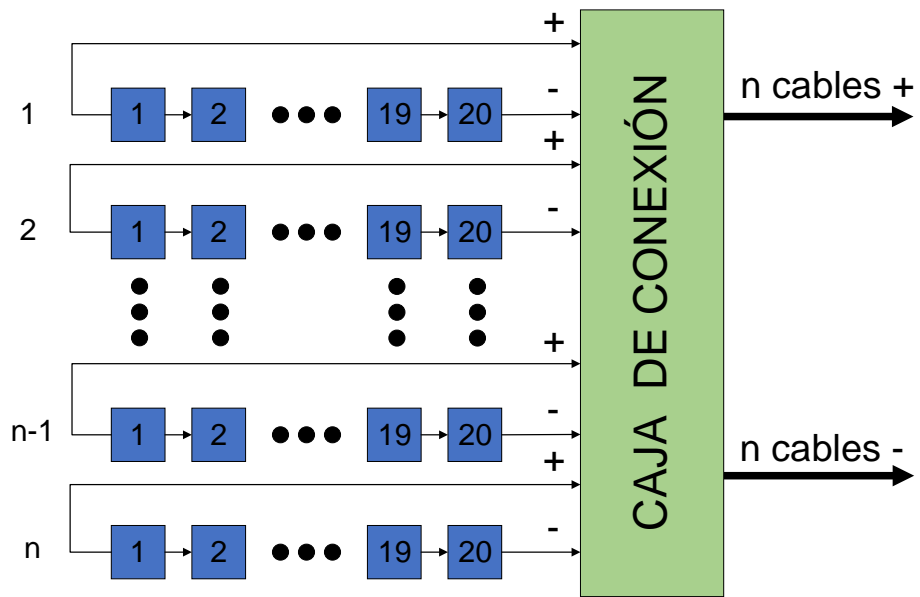 +
1
1 2 19 20
-
+
2
1 2 19 20
-
+
n-1
1 2 19 20
-
+
n
1 2 19 20
-
CAJA DE CONEXIÓN
n cables +
n cables -